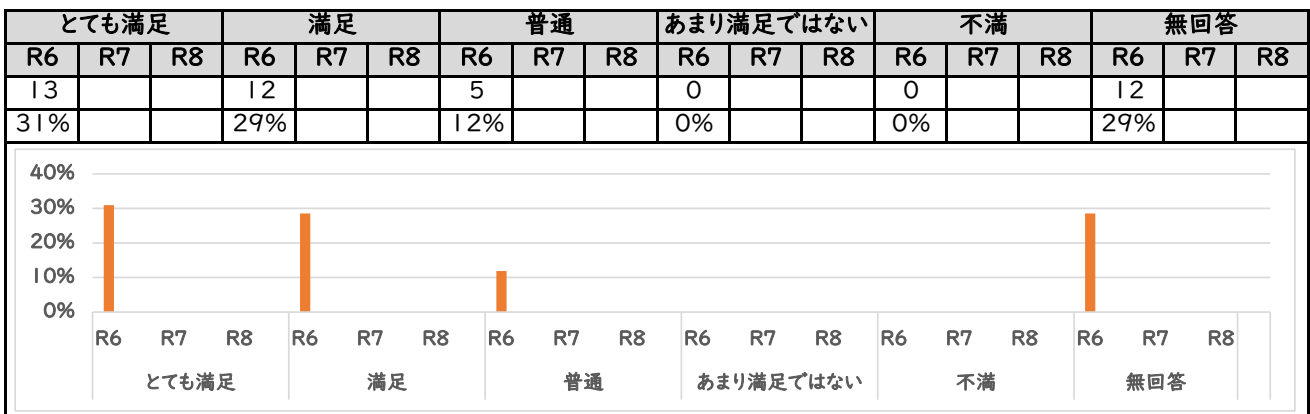 とても満足 満足 普通 あまり満足ではない 不満 無回答
R6 R7 R8 R6 R7 R8 R6 R7 R8 R6 R7 R8 R6 R7 R8 R6 R7 R8
13 12 5 0 0 12
31% 29% 12% 0% 0% 29%
40%
30%
20%
10%
0%
R6 R7 R8 R6 R7 R8 R6 R7 R8 R6 R7 R8 R6 R7 R8 R6 R7 R8
とても満足 満足 普通 あまり満足ではない 不満 無回答